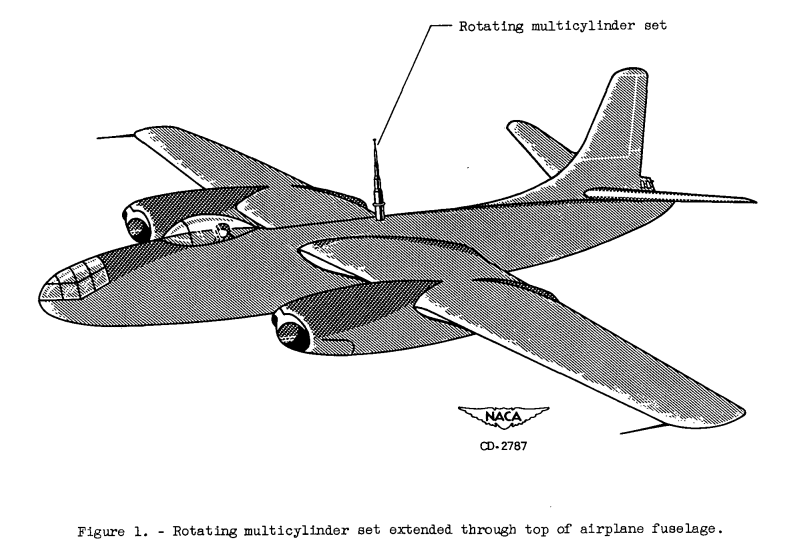 Rotating multicylinder set
NACA
CD-2787
Figure 1. - Rotating multicylinder set extended through top of airplane fuselage.